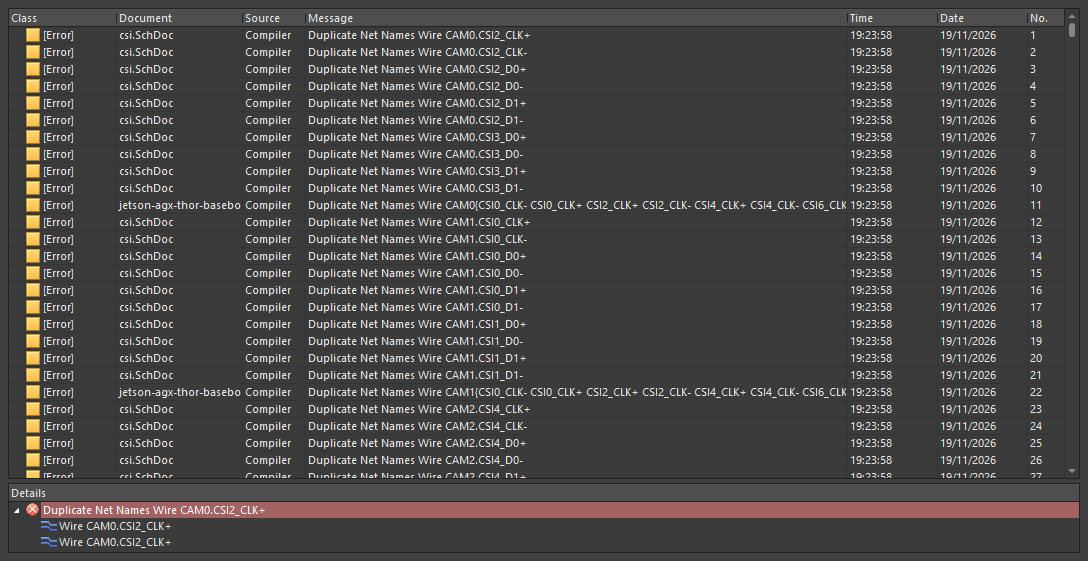 Class Document Source Message Time Date No.
[Error] csi.SchDoc Compiler Duplicate Net Names Wire CAM0.CSI2_CLK+ 19:23:58 19/11/2026 1
[Error] csi.SchDoc Compiler Duplicate Net Names Wire CAM0.CSI2_CLK- 19:23:58 19/11/2026 2
[Error] csi.SchDoc Compiler Duplicate Net Names Wire CAM0.CSI2_D0+ 19:23:58 19/11/2026 3
[Error] csi.SchDoc Compiler Duplicate Net Names Wire CAM0.CSI2_D0- 19:23:58 19/11/2026 4
[Error] csi.SchDoc Compiler Duplicate Net Names Wire CAM0.CSI2_D1+ 19:23:58 19/11/2026 5
[Error] csi.SchDoc Compiler Duplicate Net Names Wire CAM0.CSI2_D1- 19:23:58 19/11/2026 6
[Error] csi.SchDoc Compiler Duplicate Net Names Wire CAM0.CSI3_D0+ 19:23:58 19/11/2026 7
[Error] csi.SchDoc Compiler Duplicate Net Names Wire CAM0.CSI3_D0- 19:23:58 19/11/2026 8
[Error] csi.SchDoc Compiler Duplicate Net Names Wire CAM0.CSI3_D1+ 19:23:58 19/11/2026 9
[Error] csi.SchDoc Compiler Duplicate Net Names Wire CAM0.CSI3_D1- 19:23:58 19/11/2026 10
[Error] jetson-agx-thor-basebo Compiler Duplicate Net Names Wire CAM0{CSI0_CLK- CSI0_CLK+ CSI2_CLK+ CSI2_CLK- CSI4_CLK+ CSI4_CLK- CSI6_CLK 19:23:58 19/11/2026 11
[Error] csi.SchDoc Compiler Duplicate Net Names Wire CAM1.CSI0_CLK+ 19:23:58 19/11/2026 12
[Error] csi.SchDoc Compiler Duplicate Net Names Wire CAM1.CSI0_CLK- 19:23:58 19/11/2026 13
[Error] csi.SchDoc Compiler Duplicate Net Names Wire CAM1.CSI0_D0+ 19:23:58 19/11/2026 14
[Error] csi.SchDoc Compiler Duplicate Net Names Wire CAM1.CSI0_D0- 19:23:58 19/11/2026 15
[Error] csi.SchDoc Compiler Duplicate Net Names Wire CAM1.CSI0_D1+ 19:23:58 19/11/2026 16
[Error] csi.SchDoc Compiler Duplicate Net Names Wire CAM1.CSI0_D1- 19:23:58 19/11/2026 17
[Error] csi.SchDoc Compiler Duplicate Net Names Wire CAM1.CSI1_D0+ 19:23:58 19/11/2026 18
[Error] csi.SchDoc Compiler Duplicate Net Names Wire CAM1.CSI1_D0- 19:23:58 19/11/2026 19
[Error] csi.SchDoc Compiler Duplicate Net Names Wire CAM1.CSI1_D1+ 19:23:58 19/11/2026 20
[Error] csi.SchDoc Compiler Duplicate Net Names Wire CAM1.CSI1_D1- 19:23:58 19/11/2026 21
[Error] jetson-agx-thor-basebo Compiler Duplicate Net Names Wire CAM1{CSI0_CLK- CSI0_CLK+ CSI2_CLK+ CSI2_CLK- CSI4_CLK+ CSI4_CLK- CSI6_CLK 19:23:58 19/11/2026 22
[Error] csi.SchDoc Compiler Duplicate Net Names Wire CAM2.CSI4_CLK+ 19:23:58 19/11/2026 23
[Error] csi.SchDoc Compiler Duplicate Net Names Wire CAM2.CSI4_CLK- 19:23:58 19/11/2026 24
[Error] csi.SchDoc Compiler Duplicate Net Names Wire CAM2.CSI4_D0+ 19:23:58 19/11/2026 25
[Error] csi.SchDoc Compiler Duplicate Net Names Wire CAM2.CSI4_D0- 19:23:58 19/11/2026 26
[Error] csi.SchDoc Compiler Duplicate Net Names Wire CAM2.CSI4_D1+ 19:23:58 19/11/2026 27
Details
Duplicate Net Names Wire CAM0.CSI2_CLK+
Wire CAM0.CSI2_CLK+
Wire CAM0.CSI2_CLK+